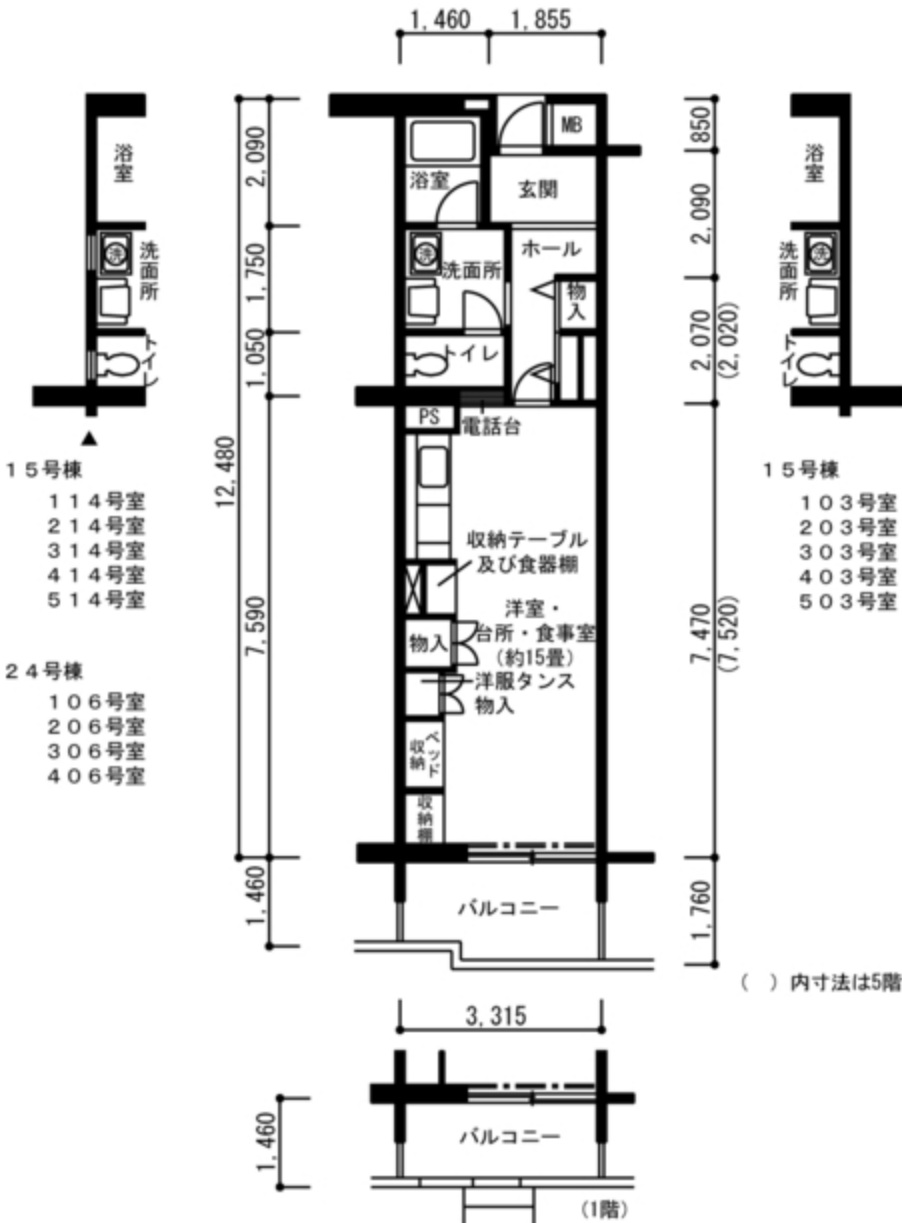 1,460
1,855
MB
850
浴室
2,090
浴室
玄関
2,090
浴室
洗
洗面所
1,750
洗
洗面所
ホール
物入
洗
洗面所
2,070
(2,020)
トイレ
1,050
トイレ
トイレ
PS
電話台
12,480
7,590
15号棟
114号室
214号室
314号室
414号室
514号室
24号棟
106号室
206号室
306号室
406号室
収納テーブル
及び食器棚
洋室・
台所・食事室
(約15畳)
物入
洋服タンス
物入
ベッド
収納
収納棚
7,470
(7,520)
15号棟
103号室
203号室
303号室
403号室
503号室
1,460
バルコニー
1,760
( )内寸法は5階
3,315
1,460
バルコニー
(1階)